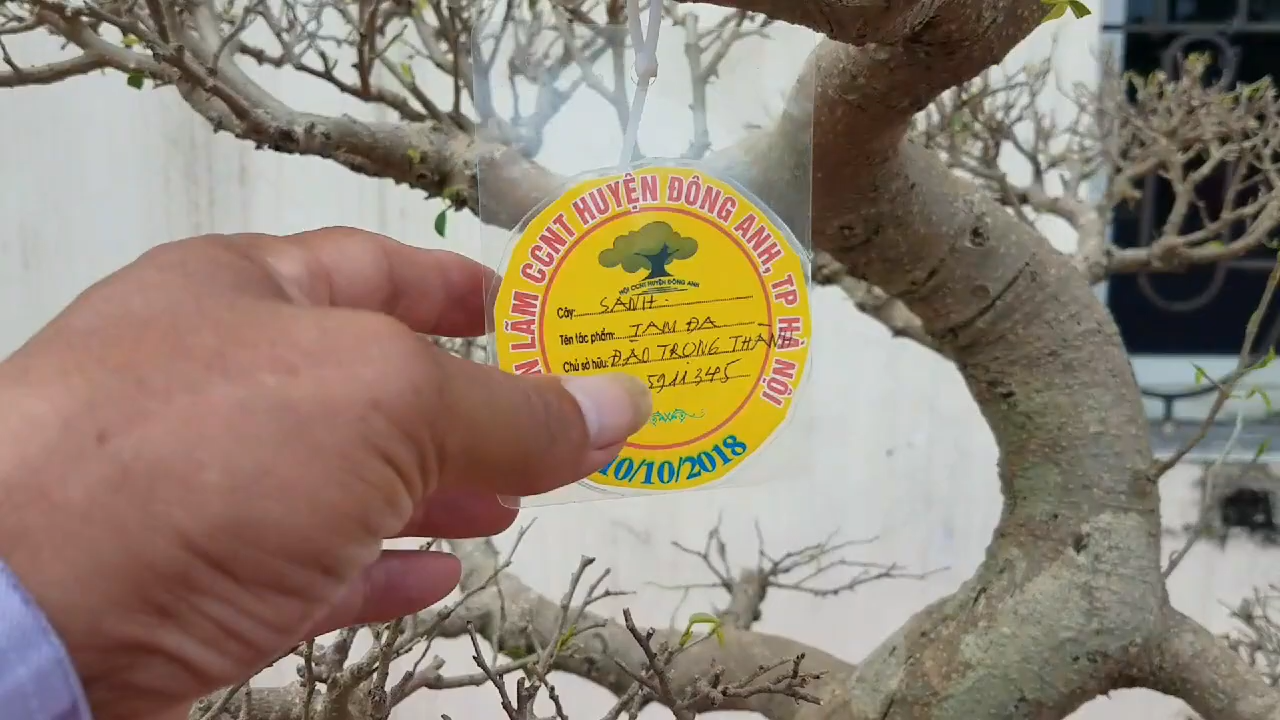 N LÃM CCNT HUYỆN ĐÔNG ANH, TP HÀ NỘI
HỘI CCNT HUYỆN ĐÔNG ANH
Cây: SANH.
Tên tác phẩm: TAM ĐA
Chủ sở hữu: ĐÀO TRỌNG THÀNH
5911345
10/10/2018